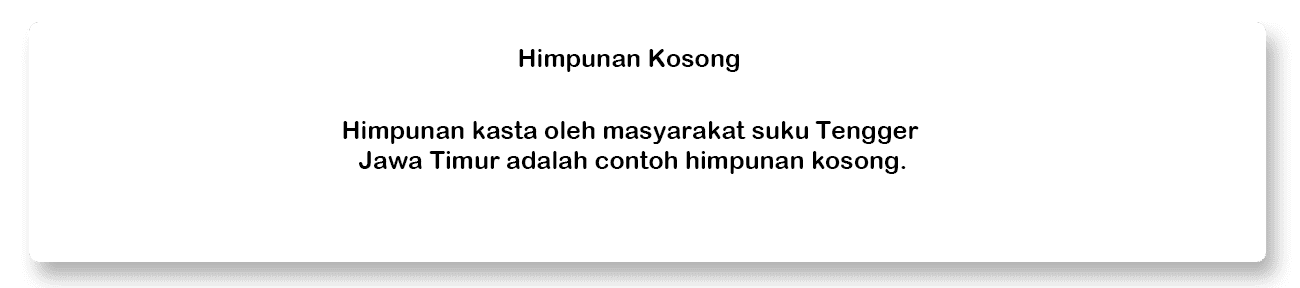 Himpunan Kosong
Himpunan kasta oleh masyarakat suku Tengger
Jawa Timur adalah contoh himpunan kosong.